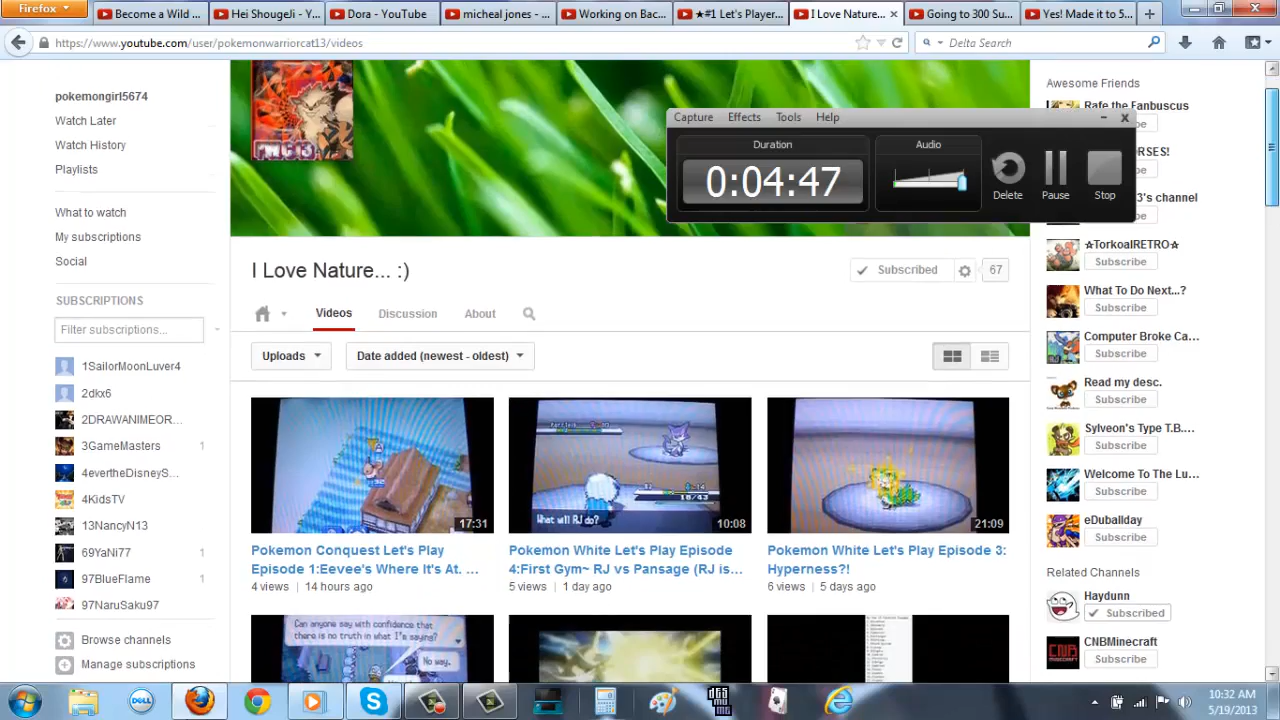 Firefox
Become a Wild ...
Hei ShougeJi - Y...
Dora - YouTube
micheal jones - ...
Working on Bac...
★#1 Let's Player...
I Love Nature...
Going to 300 Su...
Yes! Made it to 5...
https://www.youtube.com/user/pokemonwarriorcat13/videos
Delta Search
pokemongirl5674
Watch Later
Watch History
Playlists
What to watch
My subscriptions
Social
SUBSCRIPTIONS
Filter subscriptions...
1SailorMoonLuver4
2dkx6
2DRAWANIMEOR...
3GameMasters 1
4evertheDisneyS...
4KidsTV
13NancyN13
69YaNi77 1
97BlueFlame 1
97NaruSaku97
Browse channels
Manage subscriptions
Capture Effects Tools Help
Duration
0:04:47
Audio
Delete
Pause
Stop
I Love Nature... :)
Subscribed 67
Videos Discussion About
Uploads
Date added (newest - oldest)
17:31
Pokemon Conquest Let's Play
Episode 1:Eevee's Where It's At. ...
4 views 14 hours ago
What will RJ do?
18/43
10:08
Pokemon White Let's Play Episode
4:First Gym~ RJ vs Pansage (RJ is...
5 views 1 day ago
21:09
Pokemon White Let's Play Episode 3:
Hyperness?!
6 views 5 days ago
Can anyone say with confidence that
there is no truth in what I'm saying?
No way.
Awesome Friends
Rafe the Fanbuscus
☆TorkoalRETRO☆
Subscribe
What To Do Next...?
Subscribe
Computer Broke Ca...
Subscribe
Read my desc.
Subscribe
Sylveon's Type T.B....
Subscribe
Welcome To The Lu...
Subscribe
eDuballday
Subscribe
Related Channels
Haydunn
Subscribed
CNBMinecraft
Subscribe
10:32 AM
5/19/2013